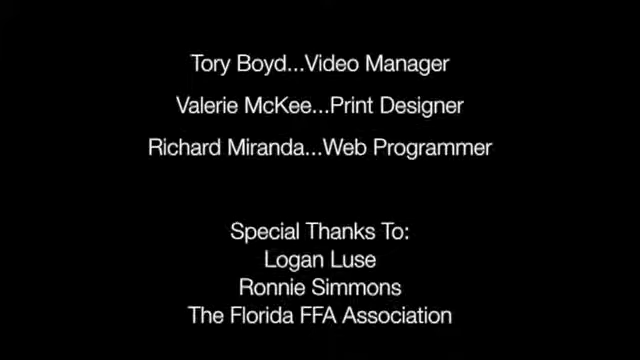 Tory Boyd...Video Manager
Valerie McKee...Print Designer
Richard Miranda...Web Programmer
Special Thanks To:
Logan Luse
Ronnie Simmons
The Florida FFA Association